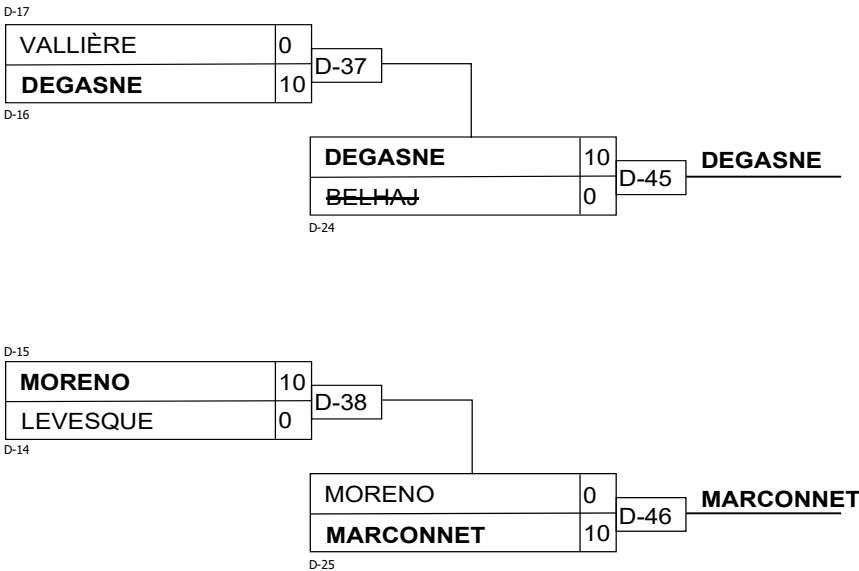 D-17
VALLIÈRE 0
D-37
DEGASNE 10
D-16
DEGASNE 10
DEGASNE
D-45
BELHAJ 0
D-24
D-15
MORENO 10
D-38
LEVESQUE 0
D-14
MORENO 0
MARCONNET
D-46
MARCONNET 10
D-25